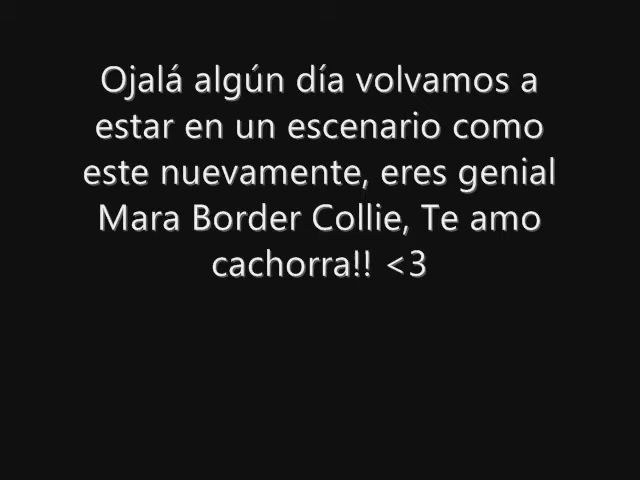 Ojalá algún día volvamos a
estar en un escenario como
este nuevamente, eres genial
Mara Border Collie, Te amo
cachorra!! <3